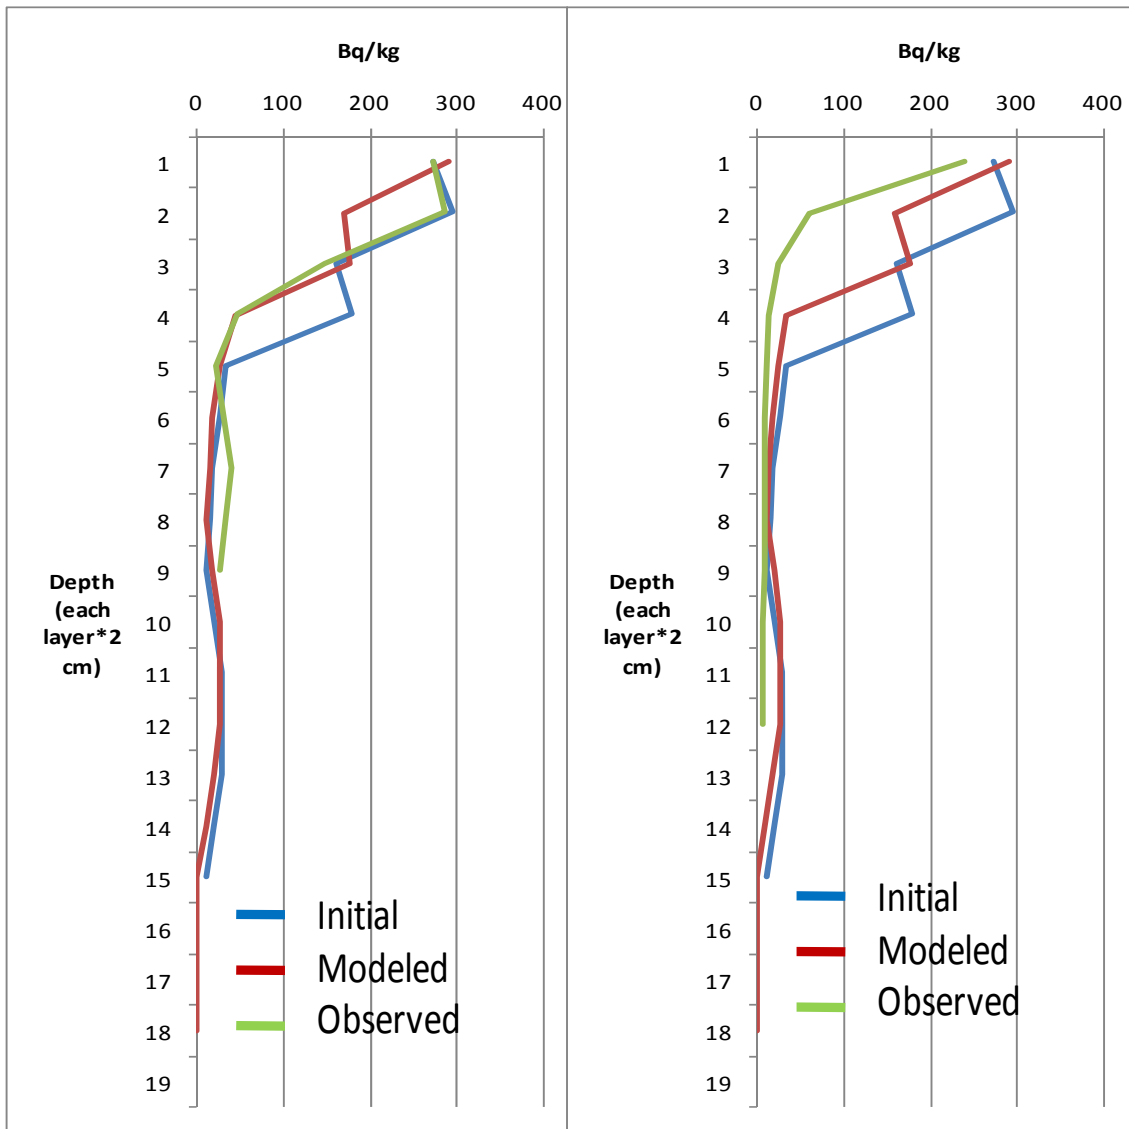 Bq/kg
0 100 200 300 400
1
2
3
4
5
6
7
8
9
10
11
12
13
14
15
16
17
18
19
Depth
(each
layer*2
cm)
Initial
Modeled
Observed
Bq/kg
0 100 200 300 400
1
2
3
4
5
6
7
8
9
10
11
12
13
14
15
16
17
18
19
Depth
(each
layer*2
cm)
Initial
Modeled
Observed